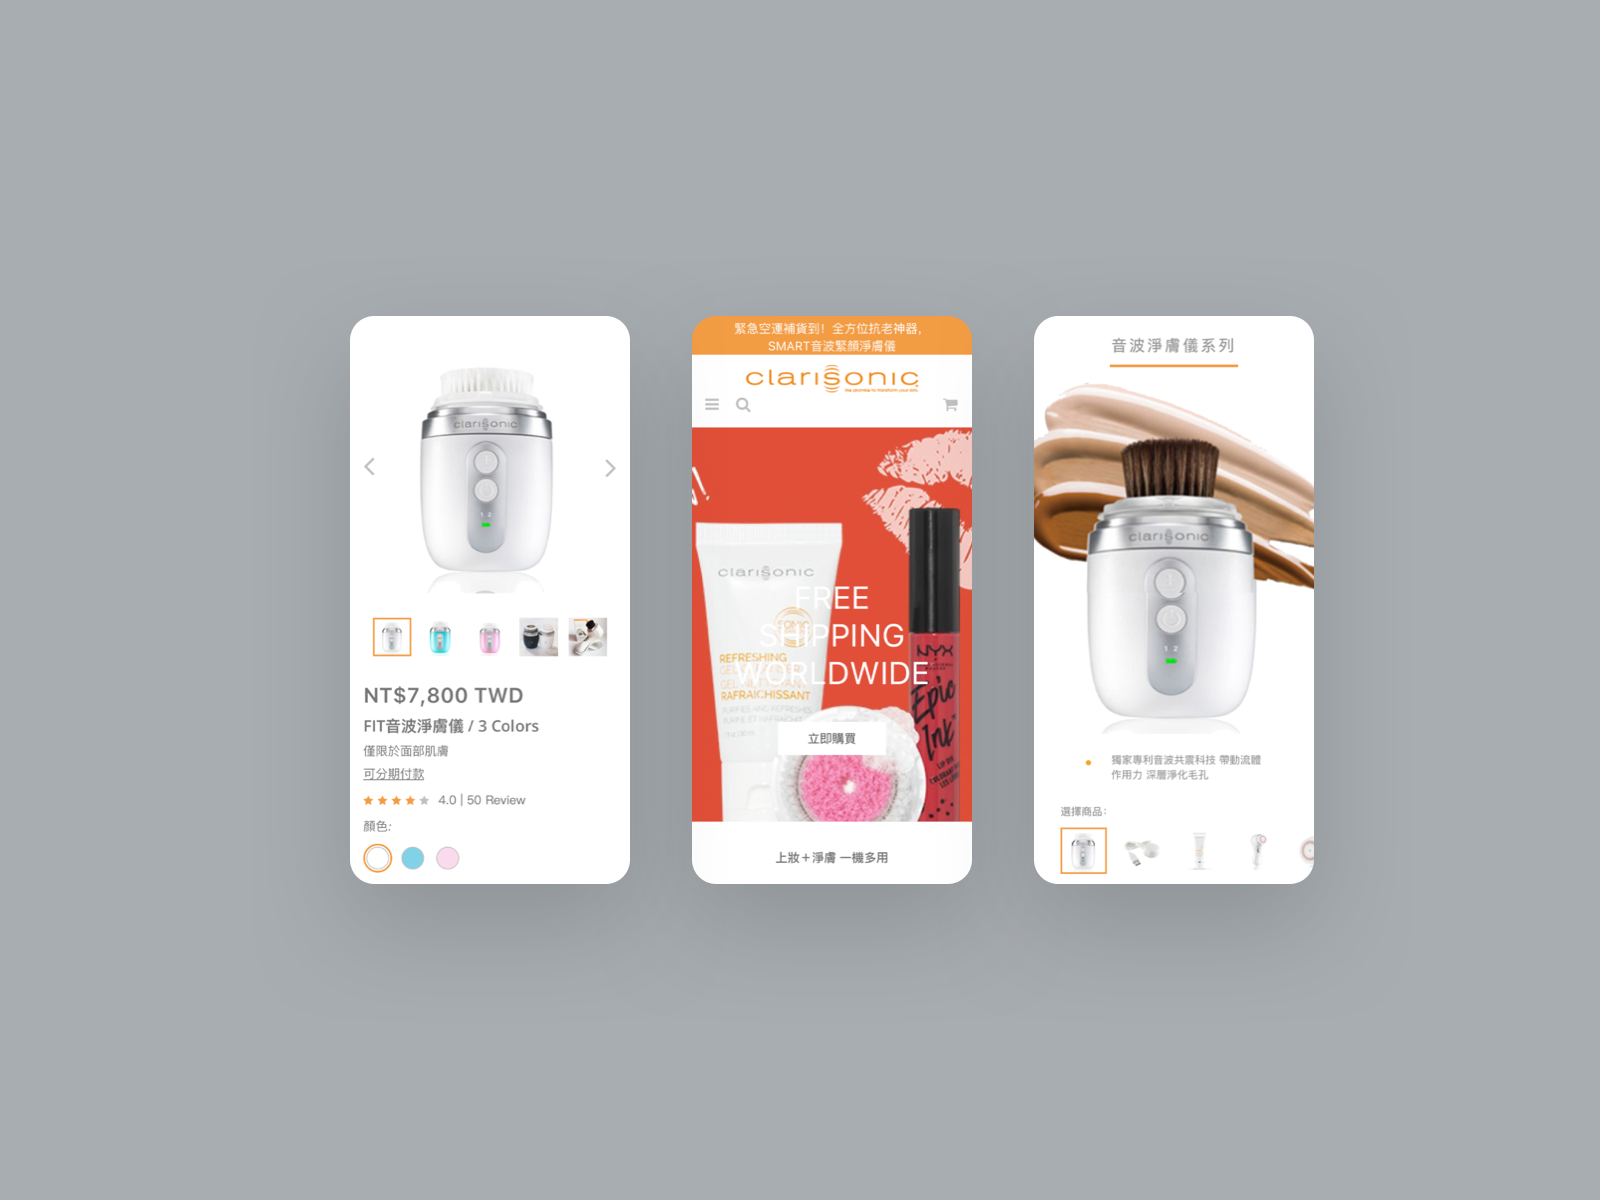 clarisonic
1 2
NT$7,800 TWD
FIT音波淨膚儀 / 3 Colors
僅限於面部肌膚
可分期付款
4.0 | 50 Review
顏色:
緊急空運補貨到！全方位抗老神器，
SMART音波緊顏淨膚儀
clarisonic
clarisonic
FREE
SHIPPING
WORLDWIDE
REFRESHING
RAFRAICHISSANT
NYX
Epic
Ink
立即購買
上妝＋淨膚 一機多用
音波淨膚儀系列
clarisonic
1 2
獨家專利音波共震科技 帶動流體
作用力 深層淨化毛孔
選擇商品：